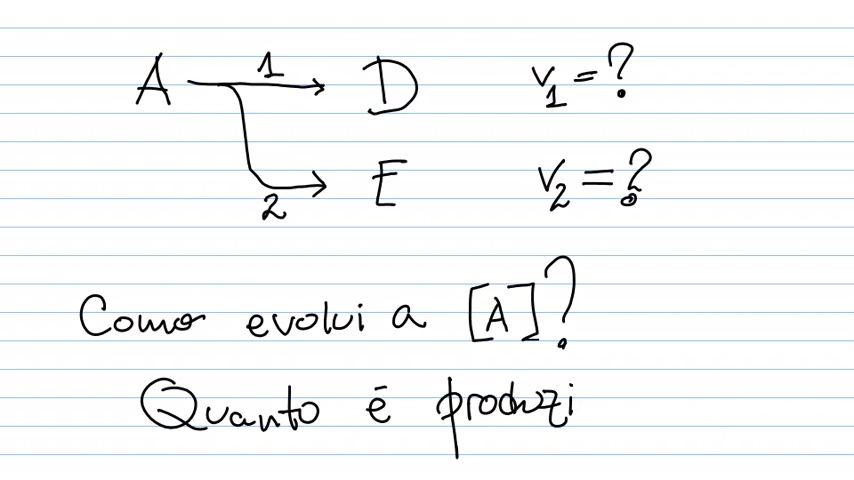 A 1 D v₁ = ?
2 E v₂ = ?
Como evolui a [A]?
Quanto é produzi